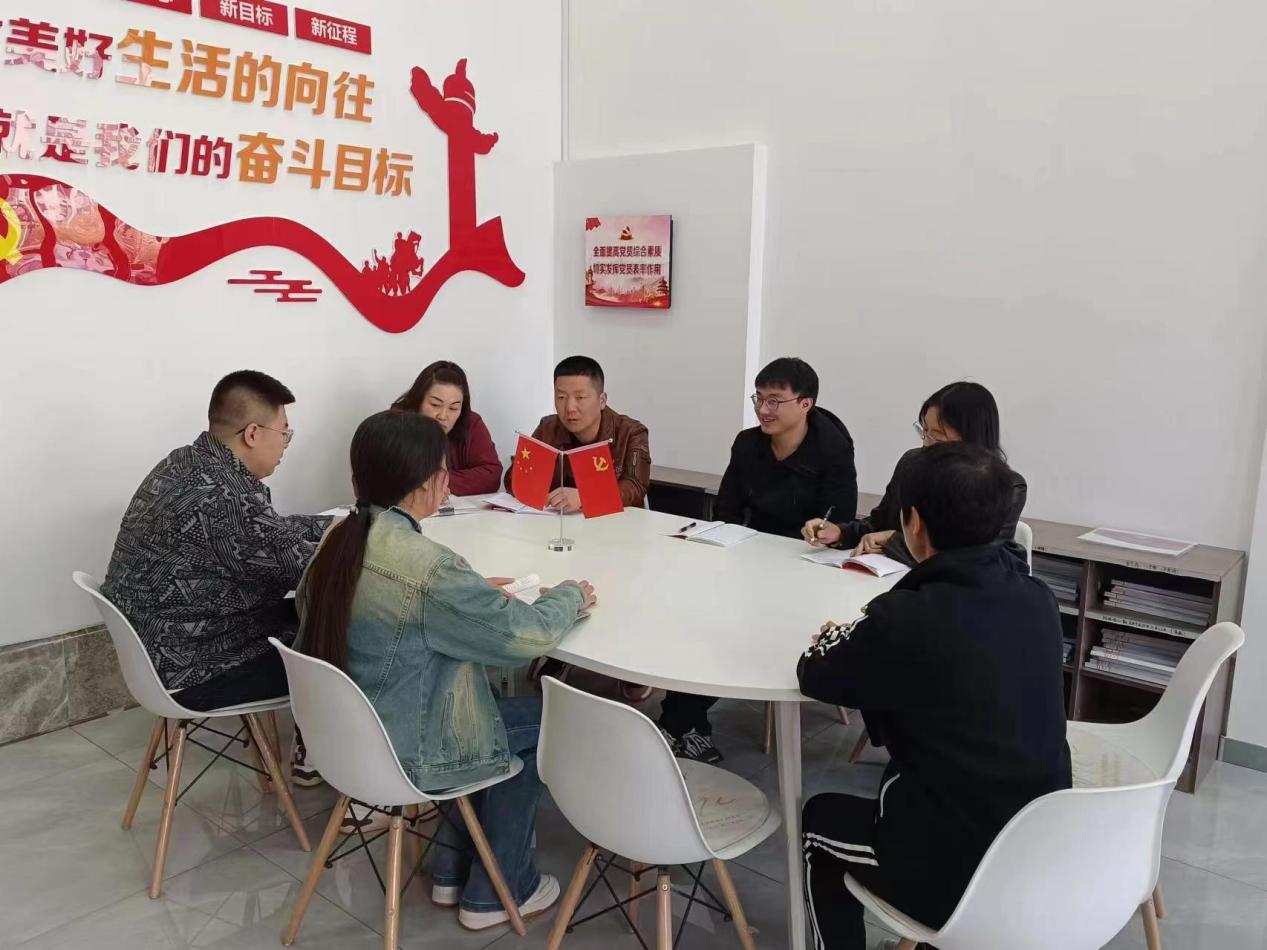 新目标
新征程
美好生活的向往
就是我们的奋斗目标
全面提高党员综合素质
切实发挥党员表率作用